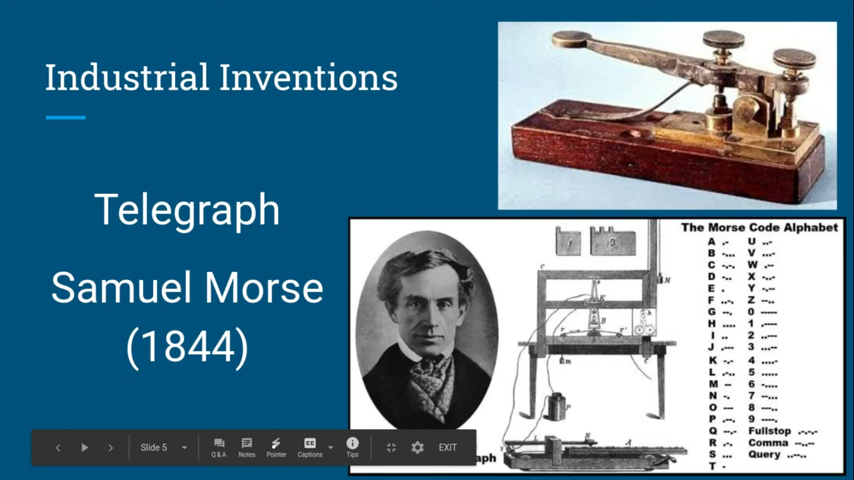 Industrial Inventions
Telegraph
Samuel Morse
(1844)
The Morse Code Alphabet
A .- U ..-
B -... V ...-
C -.-. W .--
D -.. X -..-
E . Y -.--
F ..-. Z --..
G --. 0 -----
H .... 1 .----
I .. 2 ..---
J .--- 3 ...--
K -.- 4 ....-
L .-.. 5 .....
M -- 6 -....
N -. 7 --...
O --- 8 ---..
P .--. 9 ----.
Q --.- Fullstop .-.-.-
R .-. Comma --..--
S ... Query ..--..
T -
Slide 5
Q & A Notes Pointer Captions Tips EXIT